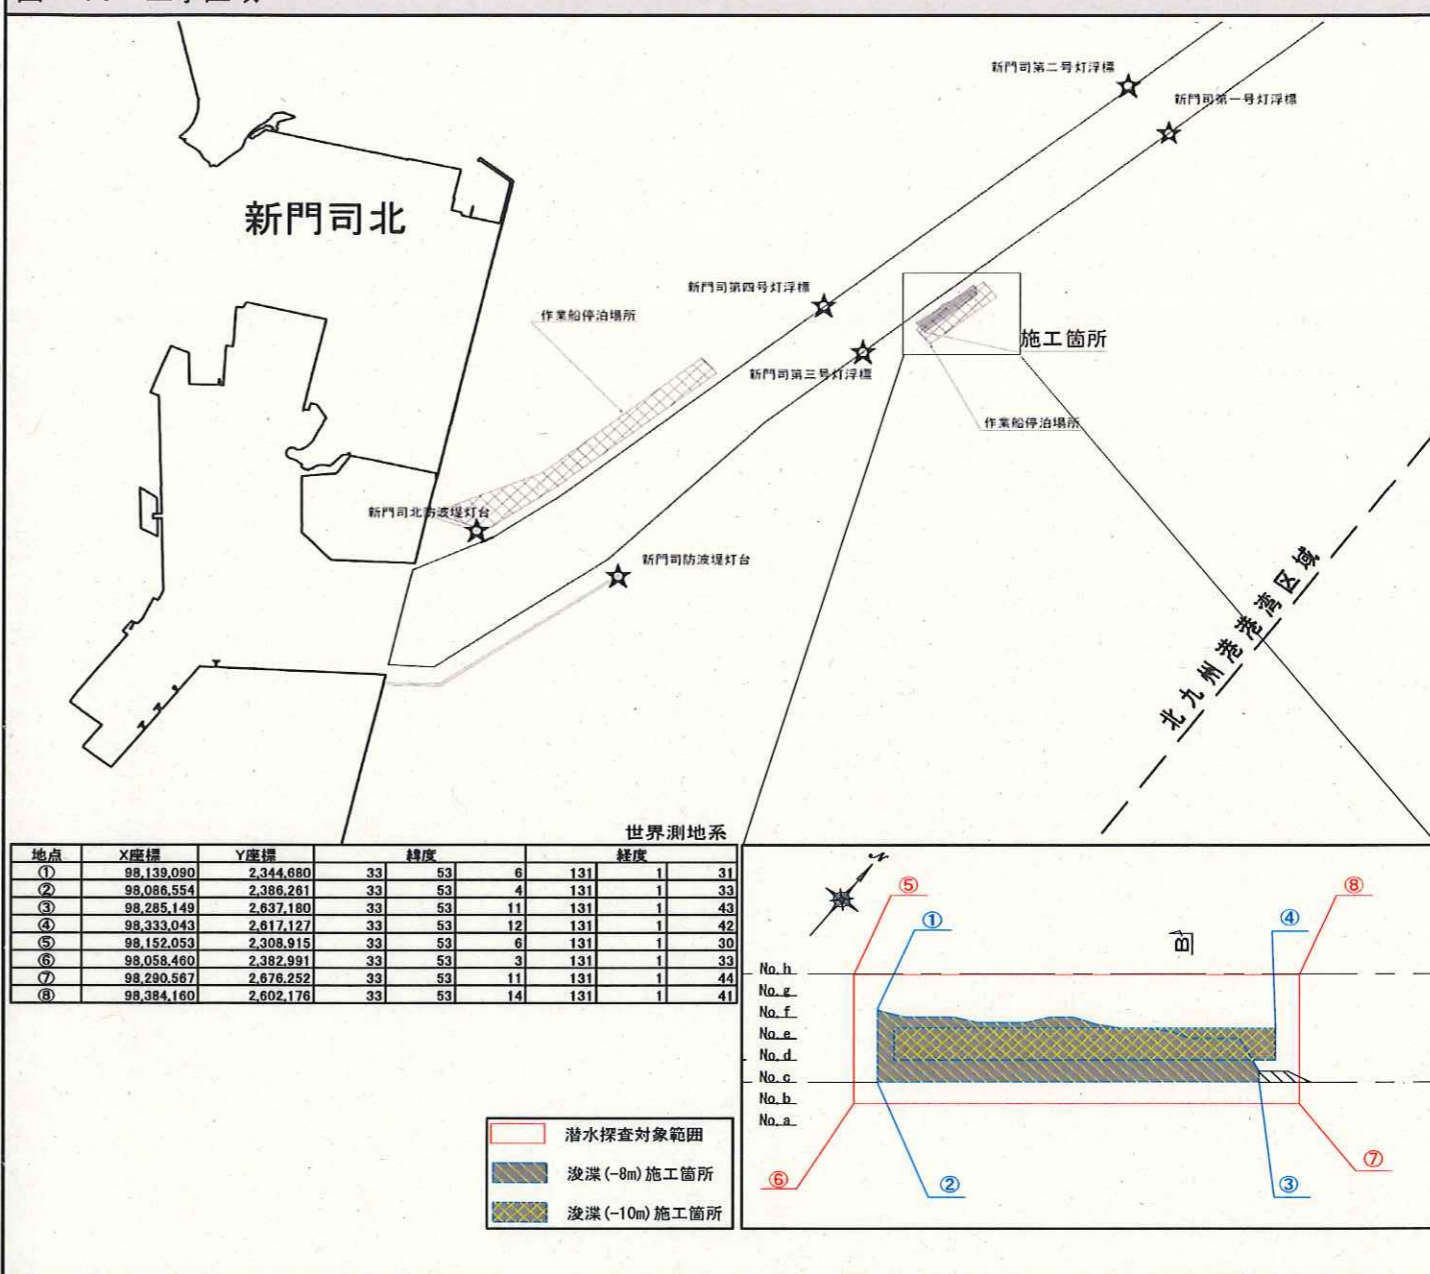 新門司第二号灯浮標
新門司第一号灯浮標
新門司北
新門司第四号灯浮標
作業船停泊場所
施工箇所
新門司第三号灯浮標
作業船停泊場所
新門司北防波堤灯台
新門司防波堤灯台
北九州港港湾区域
世界測地系
地点 X座標 Y座標 緯度 経度
① 98,139,090 2,344,680 33 53 6 131 1 31
② 98,086,554 2,386,261 33 53 4 131 1 33
③ 98,285,149 2,637,180 33 53 11 131 1 43
④ 98,333,043 2,617,127 33 53 12 131 1 42
⑤ 98,152,053 2,308,915 33 53 6 131 1 30
⑥ 98,058,460 2,382,991 33 53 3 131 1 33
⑦ 98,290,567 2,676,252 33 53 11 131 1 44
⑧ 98,384,160 2,602,176 33 53 14 131 1 41
N
⑤
⑧
①
④
B
No.h
No.g
No.f
No.e
No.d
No.c
No.b
No.a
⑥
②
③
⑦
潜水探査対象範囲
浚渫(-8m)施工箇所
浚渫(-10m)施工箇所